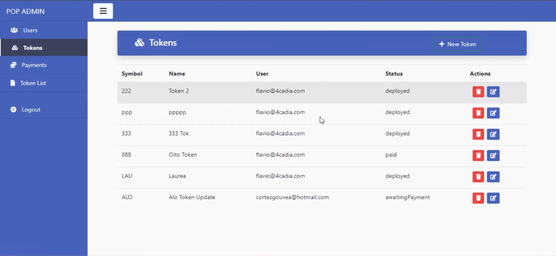 POP ADMIN
Users
Tokens
Payments
Token List
Logout
Tokens
+ New Token
Symbol Name User Status Actions
222 Token 2 flavio@4cadia.com deployed
ppp ppppp flavio@4cadia.com deployed
333 333 Tok flavio@4cadia.com deployed
888 Oito Token flavio@4cadia.com paid
LAU Laurea flavio@4cadia.com deployed
ALO Alo Token Update cortezgouvea@hotmail.com awaitingPayment